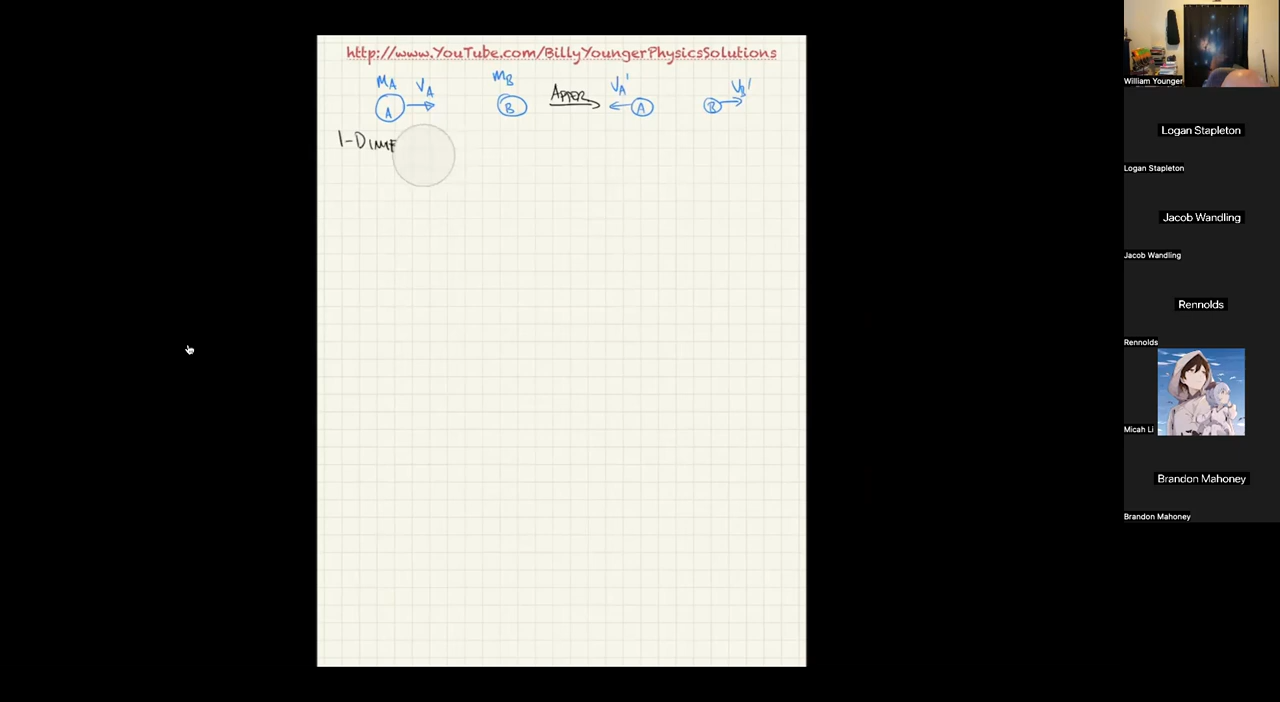 http://www.YouTube.com/BillyYoungerPhysicsSolutions
MA VA MB AFTER VA' VB'
A B A B
1-DIME
William Younger
Logan Stapleton
Logan Stapleton
Jacob Wandling
Jacob Wandling
Rennolds
Rennolds
Micah Li
Brandon Mahoney
Brandon Mahoney